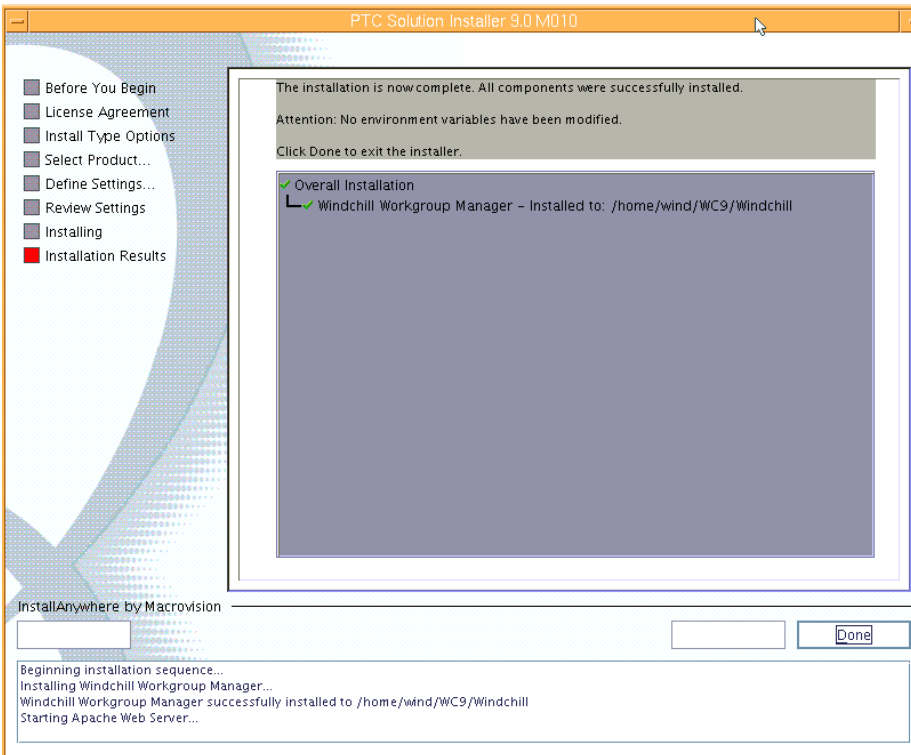 PTC Solution Installer 9.0 M010
Before You Begin
License Agreement
Install Type Options
Select Product...
Define Settings...
Review Settings
Installing
Installation Results
The installation is now complete. All components were successfully installed.
Attention: No environment variables have been modified.
Click Done to exit the installer.
Overall Installation
Windchill Workgroup Manager – Installed to: /home/wind/WC9/Windchill
InstallAnywhere by Macrovision
Done
Beginning installation sequence...
Installing Windchill Workgroup Manager...
Windchill Workgroup Manager successfully installed to /home/wind/WC9/Windchill
Starting Apache Web Server...